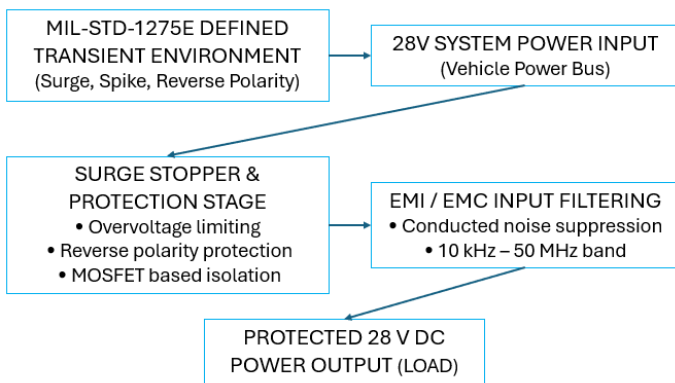 MIL-STD-1275E DEFINED
TRANSIENT ENVIRONMENT
(Surge, Spike, Reverse Polarity)
28V SYSTEM POWER INPUT
(Vehicle Power Bus)
SURGE STOPPER &
PROTECTION STAGE
• Overvoltage limiting
• Reverse polarity protection
• MOSFET based isolation
EMI / EMC INPUT FILTERING
• Conducted noise suppression
• 10 kHz – 50 MHz band
PROTECTED 28 V DC
POWER OUTPUT (LOAD)